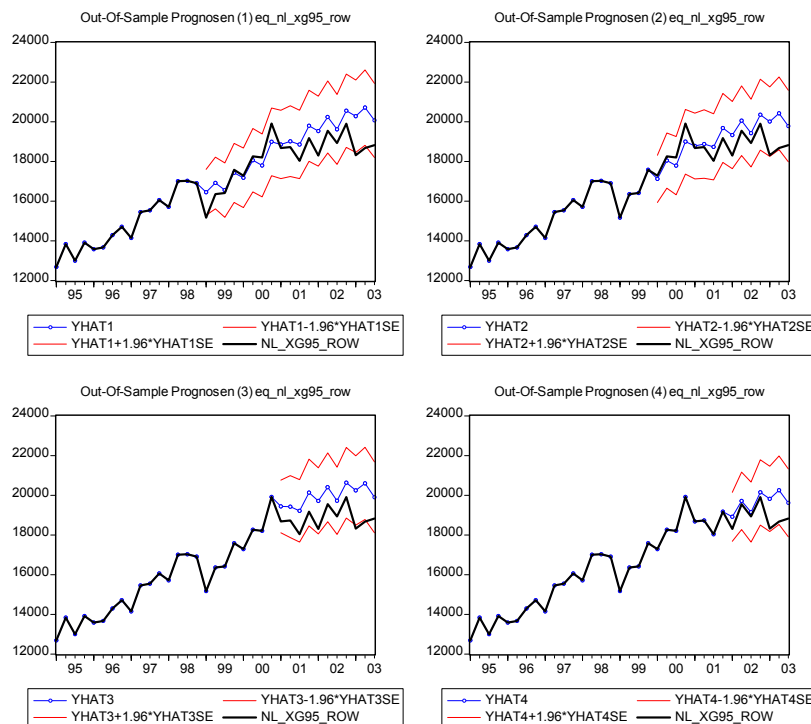 Out-Of-Sample Prognosen (1) eq_nl_xg95_row
24000
22000
20000
18000
16000
14000
12000
95 96 97 98 99 00 01 02 03
YHAT1 YHAT1-1.96*YHAT1SE
YHAT1+1.96*YHAT1SE NL_XG95_ROW
Out-Of-Sample Prognosen (2) eq_nl_xg95_row
24000
22000
20000
18000
16000
14000
12000
95 96 97 98 99 00 01 02 03
YHAT2 YHAT2-1.96*YHAT2SE
YHAT2+1.96*YHAT2SE NL_XG95_ROW
Out-Of-Sample Prognosen (3) eq_nl_xg95_row
24000
22000
20000
18000
16000
14000
12000
95 96 97 98 99 00 01 02 03
YHAT3 YHAT3-1.96*YHAT3SE
YHAT3+1.96*YHAT3SE NL_XG95_ROW
Out-Of-Sample Prognosen (4) eq_nl_xg95_row
24000
22000
20000
18000
16000
14000
12000
95 96 97 98 99 00 01 02 03
YHAT4 YHAT4-1.96*YHAT4SE
YHAT4+1.96*YHAT4SE NL_XG95_ROW